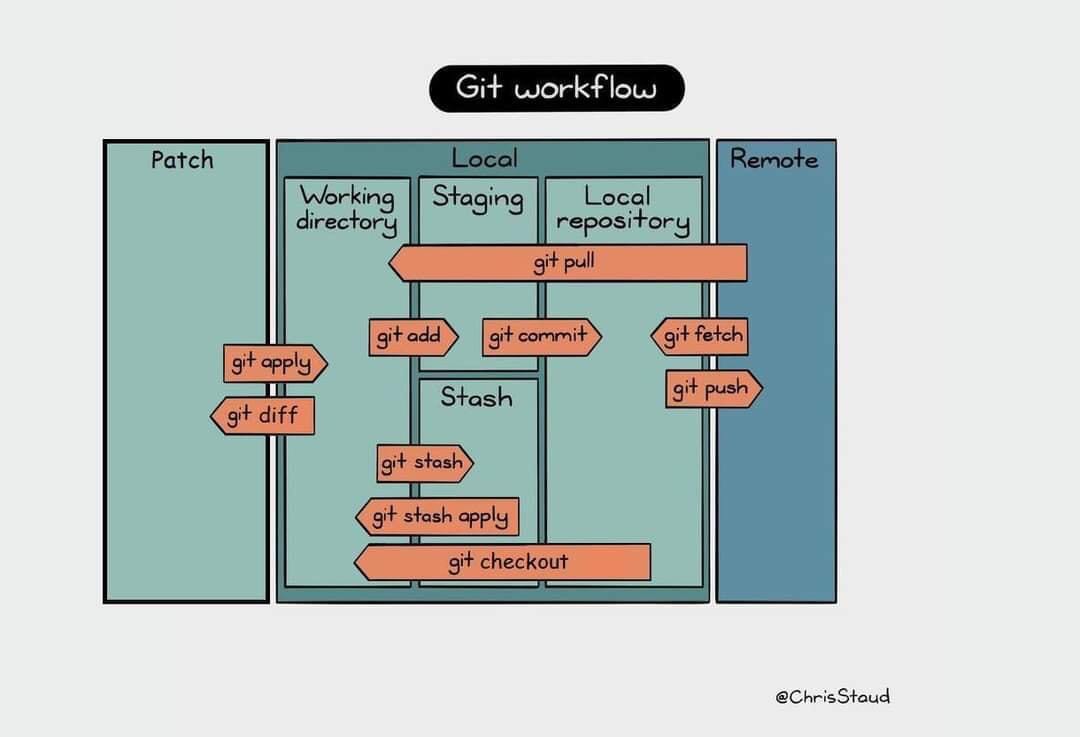 Git workflow
Patch
Local
Remote
Working
directory
Staging
Local
repository
git pull
git add
git commit
git fetch
git apply
git push
git diff
Stash
git stash
git stash apply
git checkout
@ChrisStaud